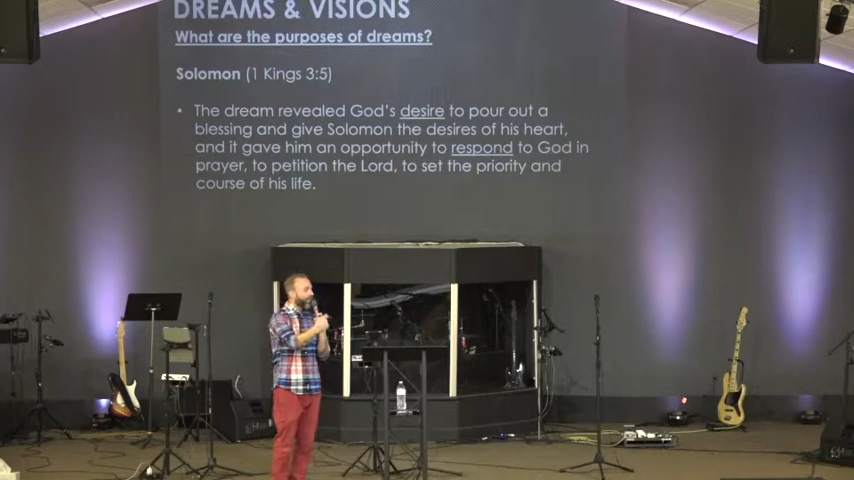 DREAMS & VISIONS
What are the purposes of dreams?
Solomon (1 Kings 3:5)
• The dream revealed God's desire to pour out a
blessing and give Solomon the desires of his heart,
and it gave him an opportunity to respond to God in
prayer, to petition the Lord, to set the priority and
course of his life.